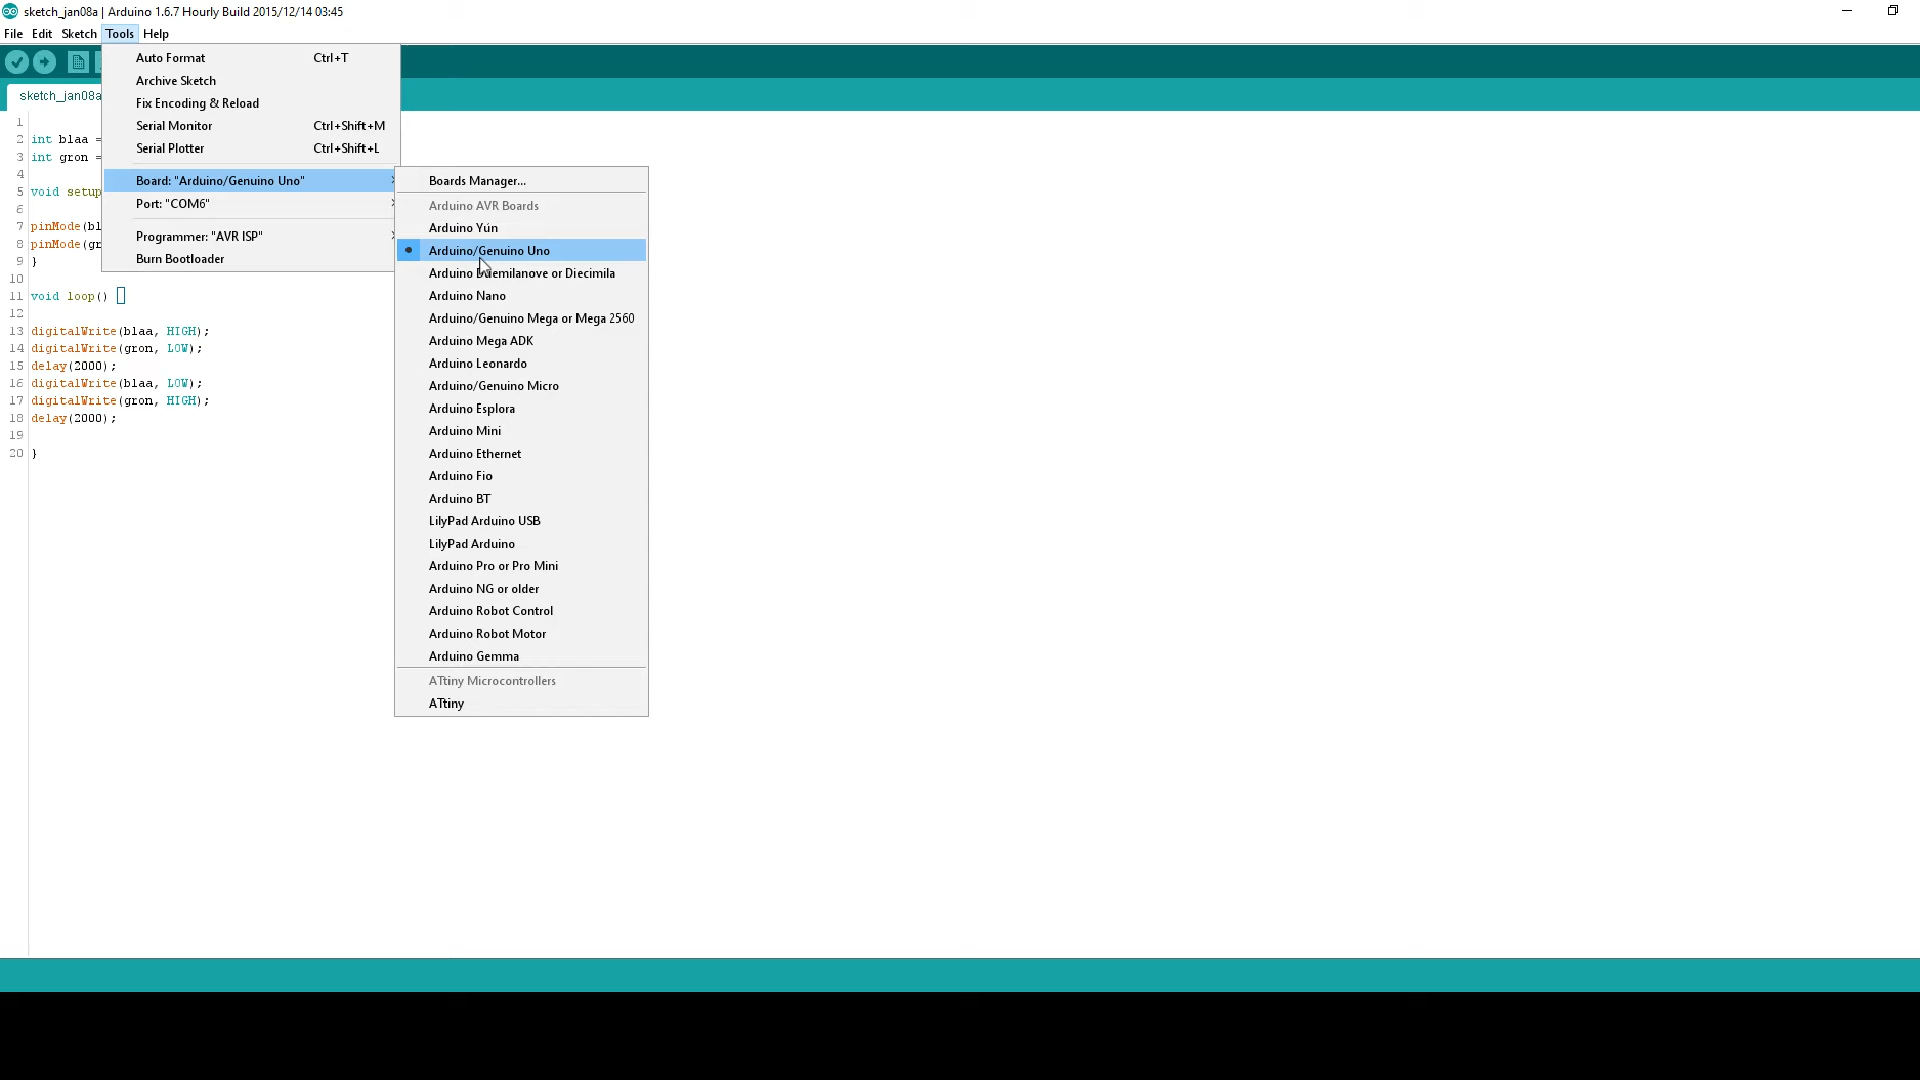 sketch_jan08a | Arduino 1.6.7 Hourly Build 2015/12/14 03:45
File Edit Sketch Tools Help
sketch_jan08a
Auto Format Ctrl+T
Archive Sketch
Fix Encoding & Reload
Serial Monitor Ctrl+Shift+M
Serial Plotter Ctrl+Shift+L
Board: "Arduino/Genuino Uno"
Port: "COM6"
Programmer: "AVR ISP"
Burn Bootloader
Boards Manager...
Arduino AVR Boards
Arduino Yún
Arduino/Genuino Uno
Arduino Duemilanove or Diecimila
Arduino Nano
Arduino/Genuino Mega or Mega 2560
Arduino Mega ADK
Arduino Leonardo
Arduino/Genuino Micro
Arduino Esplora
Arduino Mini
Arduino Ethernet
Arduino Fio
Arduino BT
LilyPad Arduino USB
LilyPad Arduino
Arduino Pro or Pro Mini
Arduino NG or older
Arduino Robot Control
Arduino Robot Motor
Arduino Gemma
ATtiny Microcontrollers
ATtiny
1
2 int blaa =
3 int gron =
4
5 void setup
6
7 pinMode(bl
8 pinMode(gr
9 }
10
11 void loop() {
12
13 digitalWrite(blaa, HIGH);
14 digitalWrite(gron, LOW);
15 delay(2000);
16 digitalWrite(blaa, LOW);
17 digitalWrite(gron, HIGH);
18 delay(2000);
19
20 }